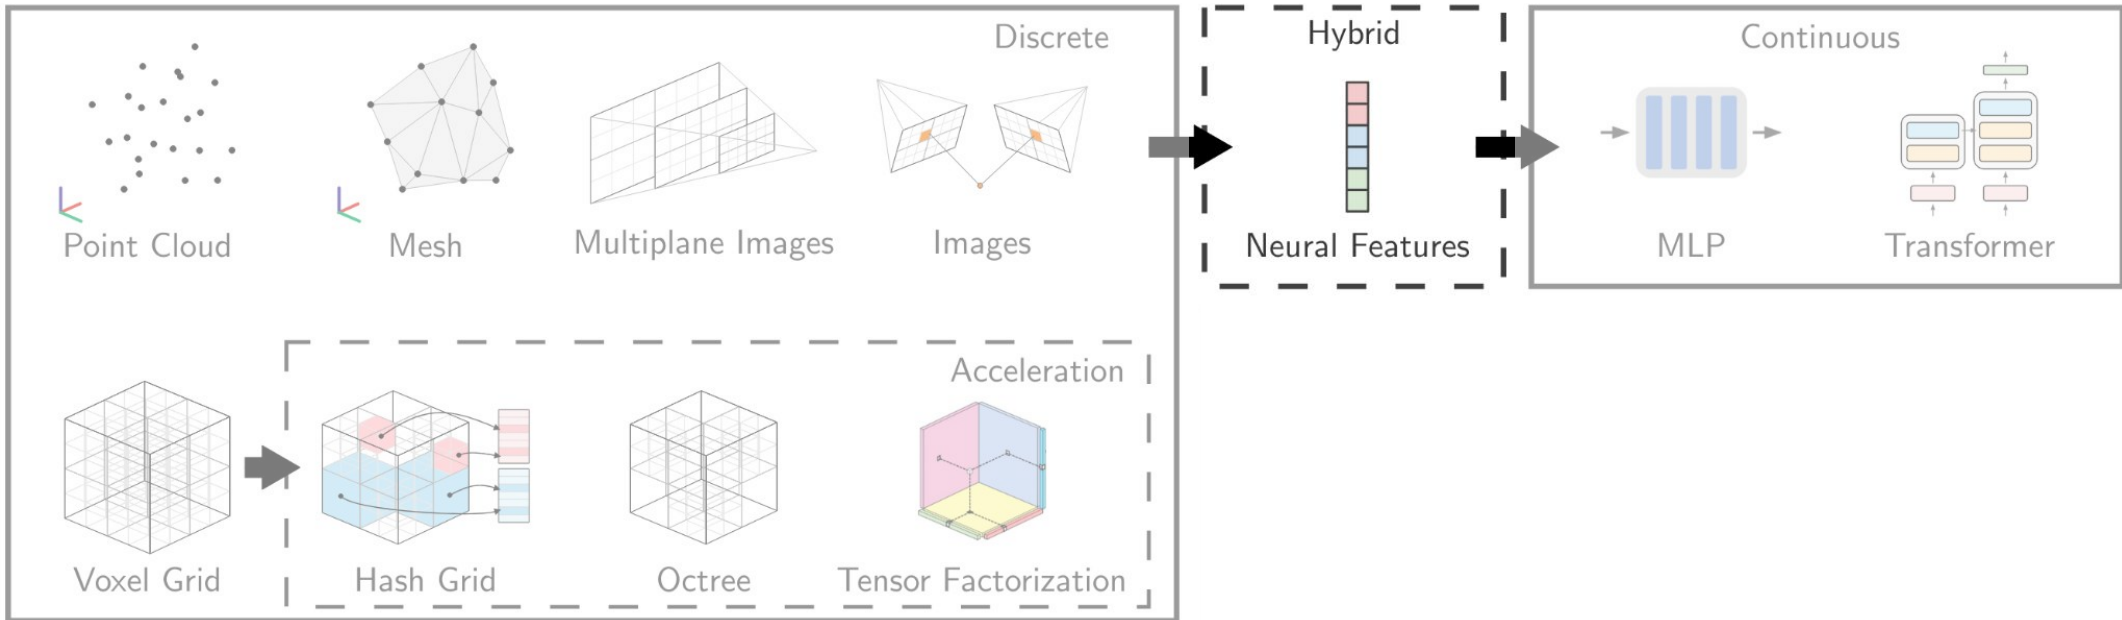 Discrete
Point Cloud
Mesh
Multiplane Images
Images
Acceleration
Voxel Grid
Hash Grid
Octree
Tensor Factorization
Hybrid
Neural Features
Continuous
MLP
Transformer